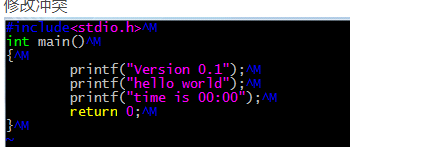 修改冲突
#include<stdio.h>^M
int main()^M
{^M
        printf("Version 0.1");^M
        printf("hello world");^M
        printf("time is 00:00");^M
        return 0;^M
}^M
~